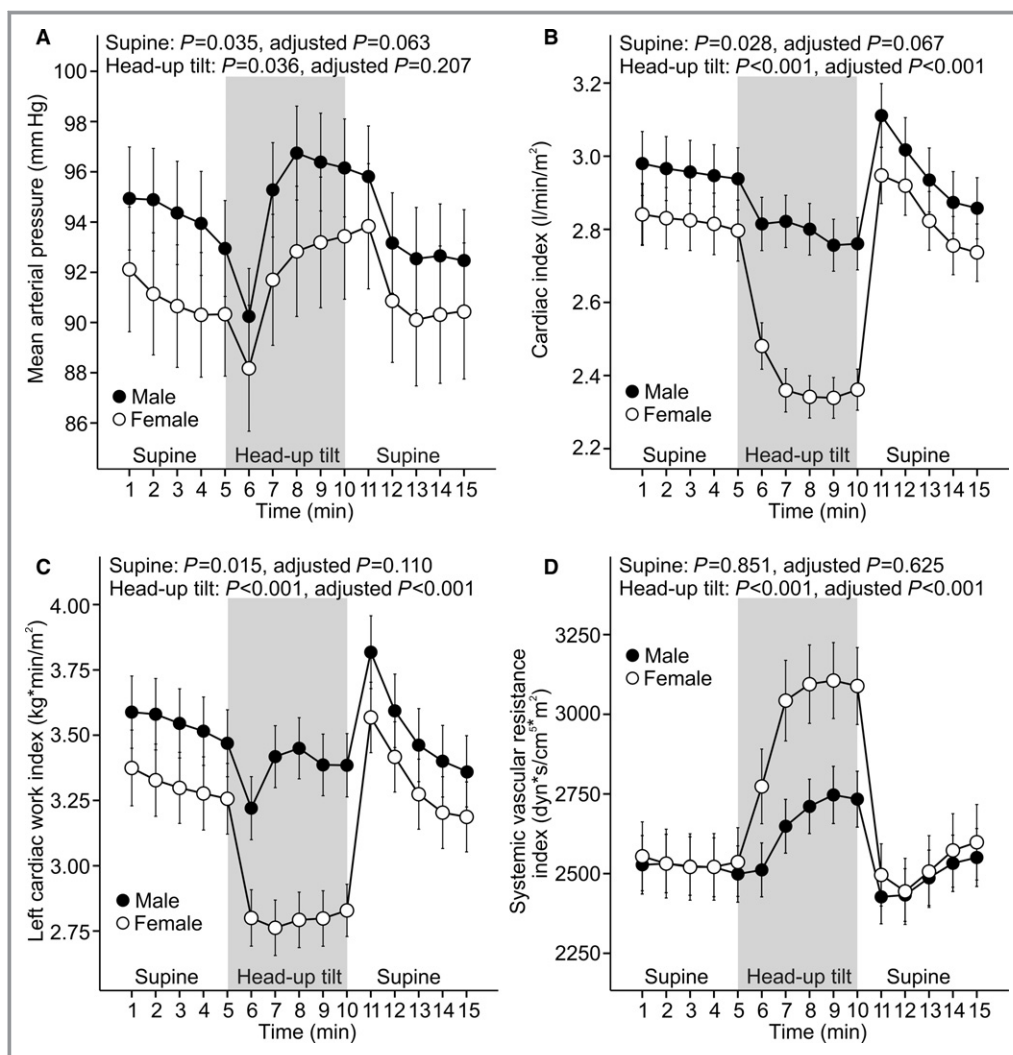 A
Supine: P=0.035, adjusted P=0.063
Head-up tilt: P=0.036, adjusted P=0.207
Mean arterial pressure (mm Hg)
100
98
96
94
92
90
88
86
Male
Female
Supine
Head-up tilt
Supine
1 2 3 4 5 6 7 8 9 10 11 12 13 14 15
Time (min)
B
Supine: P=0.028, adjusted P=0.067
Head-up tilt: P<0.001, adjusted P<0.001
Cardiac index (l/min/m²)
3.2
3.0
2.8
2.6
2.4
2.2
Male
Female
Supine
Head-up tilt
Supine
1 2 3 4 5 6 7 8 9 10 11 12 13 14 15
Time (min)
C
Supine: P=0.015, adjusted P=0.110
Head-up tilt: P<0.001, adjusted P<0.001
Left cardiac work index (kg*min/m²)
4.00
3.75
3.50
3.25
3.00
2.75
Male
Female
Supine
Head-up tilt
Supine
1 2 3 4 5 6 7 8 9 10 11 12 13 14 15
Time (min)
D
Supine: P=0.851, adjusted P=0.625
Head-up tilt: P<0.001, adjusted P<0.001
Systemic vascular resistance
index (dyn*s/cm⁵*m²)
3250
3000
2750
2500
2250
Male
Female
Supine
Head-up tilt
Supine
1 2 3 4 5 6 7 8 9 10 11 12 13 14 15
Time (min)